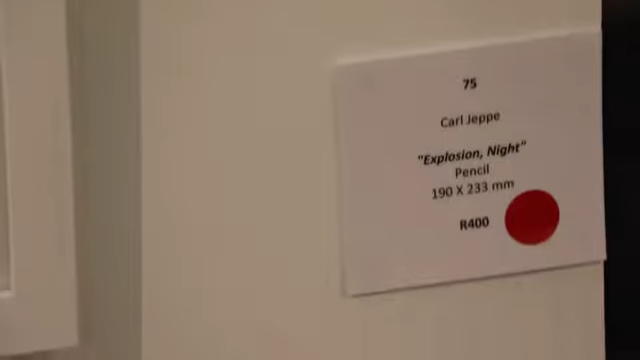 75
Carl Jeppe
"Explosion, Night"
Pencil
190 X 233 mm
R400